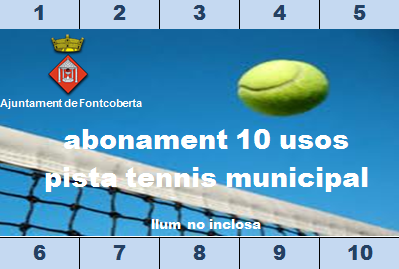 1 2 3 4 5
Ajuntament de Fontcoberta
abonament 10 usos
pista tennis municipal
llum no inclosa
6 7 8 9 10